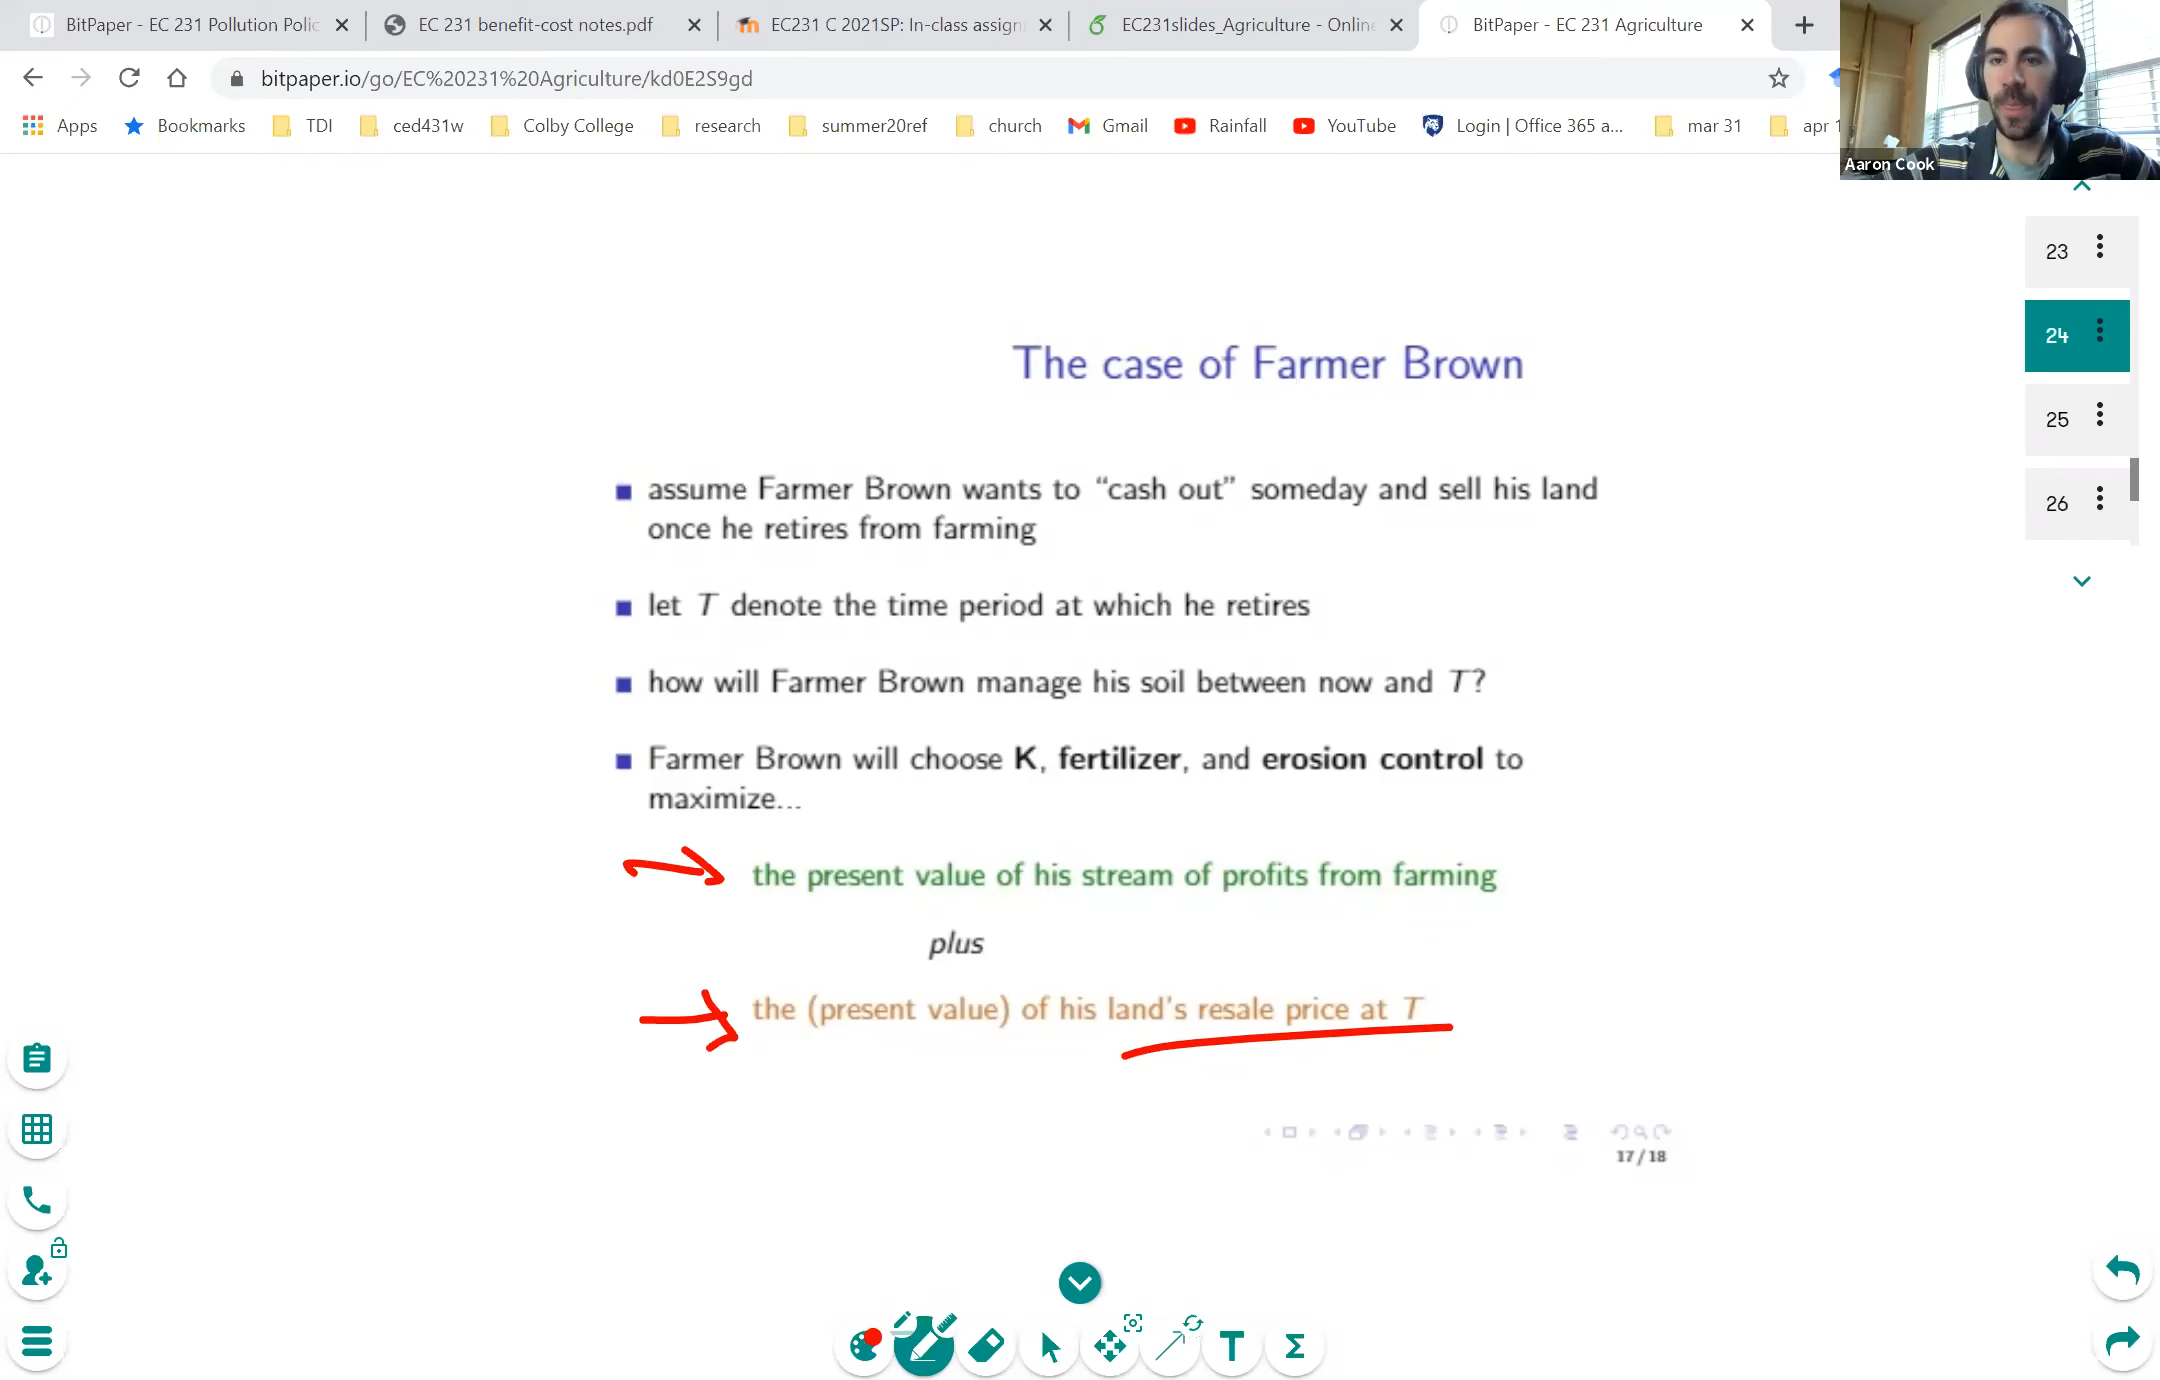 BitPaper - EC 231 Pollution Polic
EC 231 benefit-cost notes.pdf
EC231 C 2021SP: In-class assignm
EC231slides_Agriculture - Online
BitPaper - EC 231 Agriculture
bitpaper.io/go/EC%20231%20Agriculture/kd0E2S9gd
Apps
Bookmarks
TDI
ced431w
Colby College
research
summer20ref
church
Gmail
Rainfall
YouTube
Login | Office 365 a...
mar 31
apr 1
Aaron Cook
23
24
25
26
The case of Farmer Brown
assume Farmer Brown wants to “cash out” someday and sell his land
once he retires from farming
let T denote the time period at which he retires
how will Farmer Brown manage his soil between now and T?
Farmer Brown will choose K, fertilizer, and erosion control to
maximize...
the present value of his stream of profits from farming
plus
the (present value) of his land's resale price at T
17/18
T
Σ